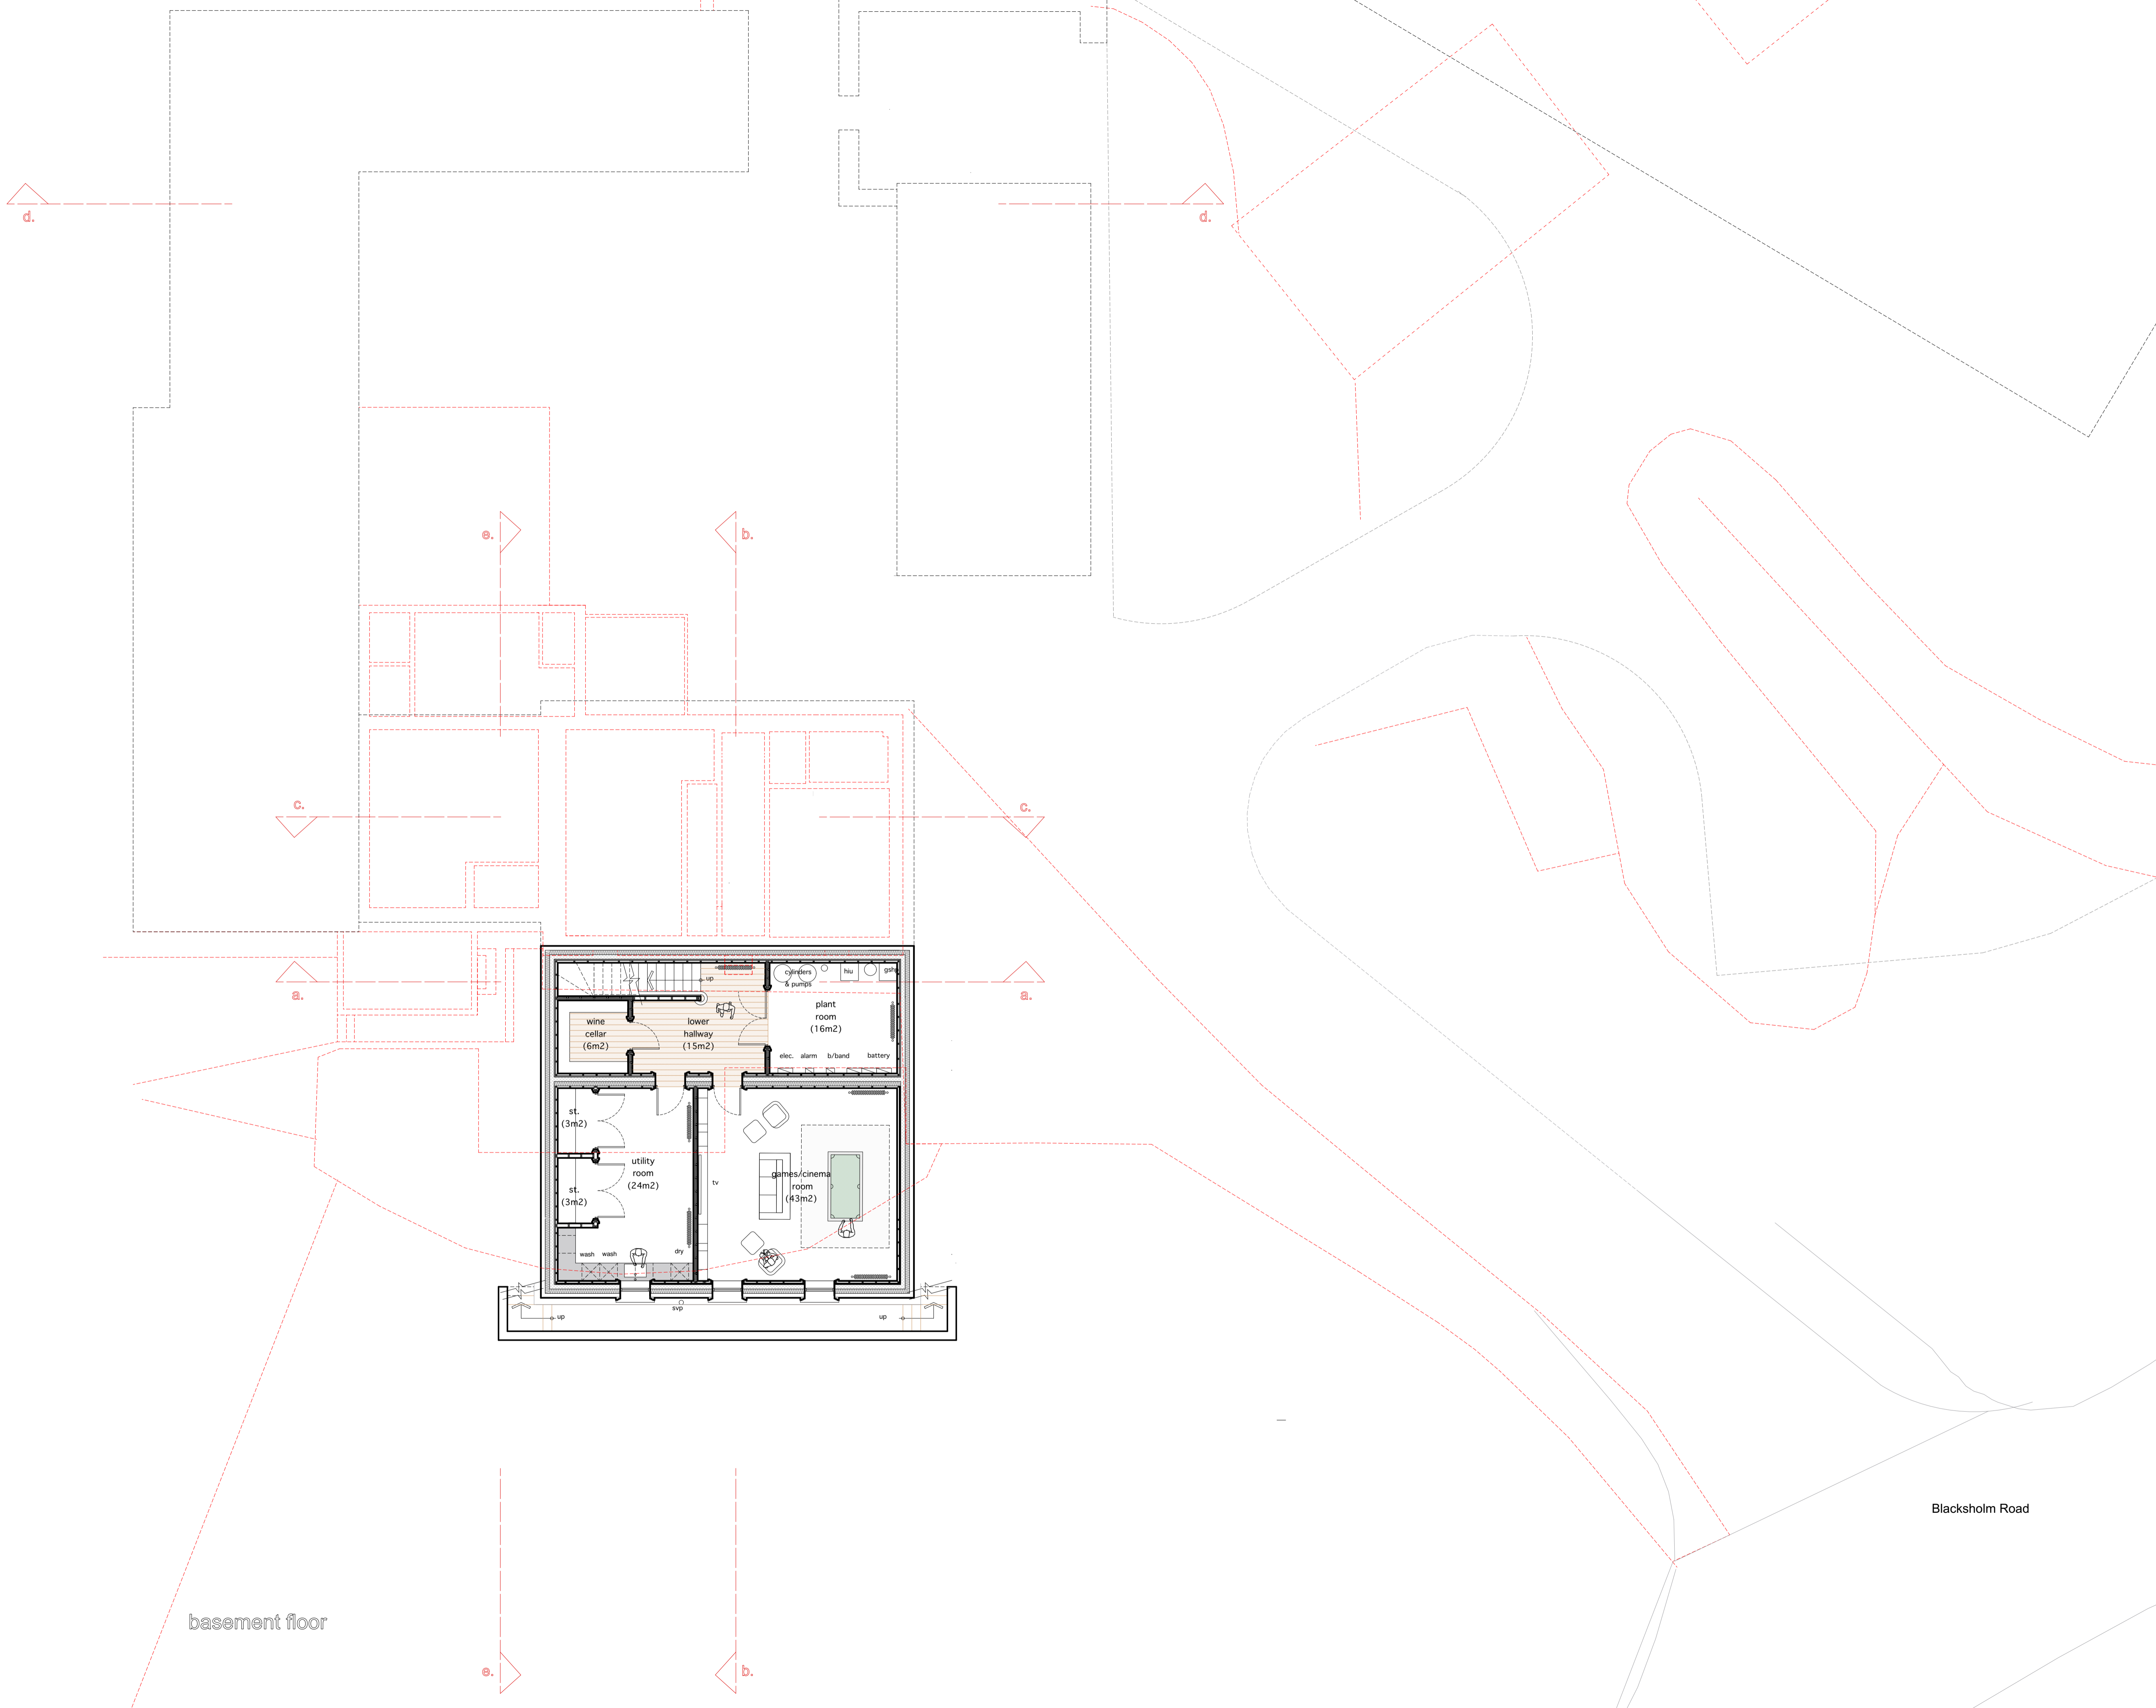 d.
d.
e.
b.
c.
c.
a.
a.
up
cylinders
& pumps
hiu
gsh
plant
room
(16m2)
wine
cellar
(6m2)
lower
hallway
(15m2)
elec.
alarm
b/band
battery
st.
(3m2)
utility
room
(24m2)
st.
(3m2)
tv
games/cinema
room
(43m2)
wash
wash
dry
svp
up
up
Blacksholm Road
basement floor
e.
b.